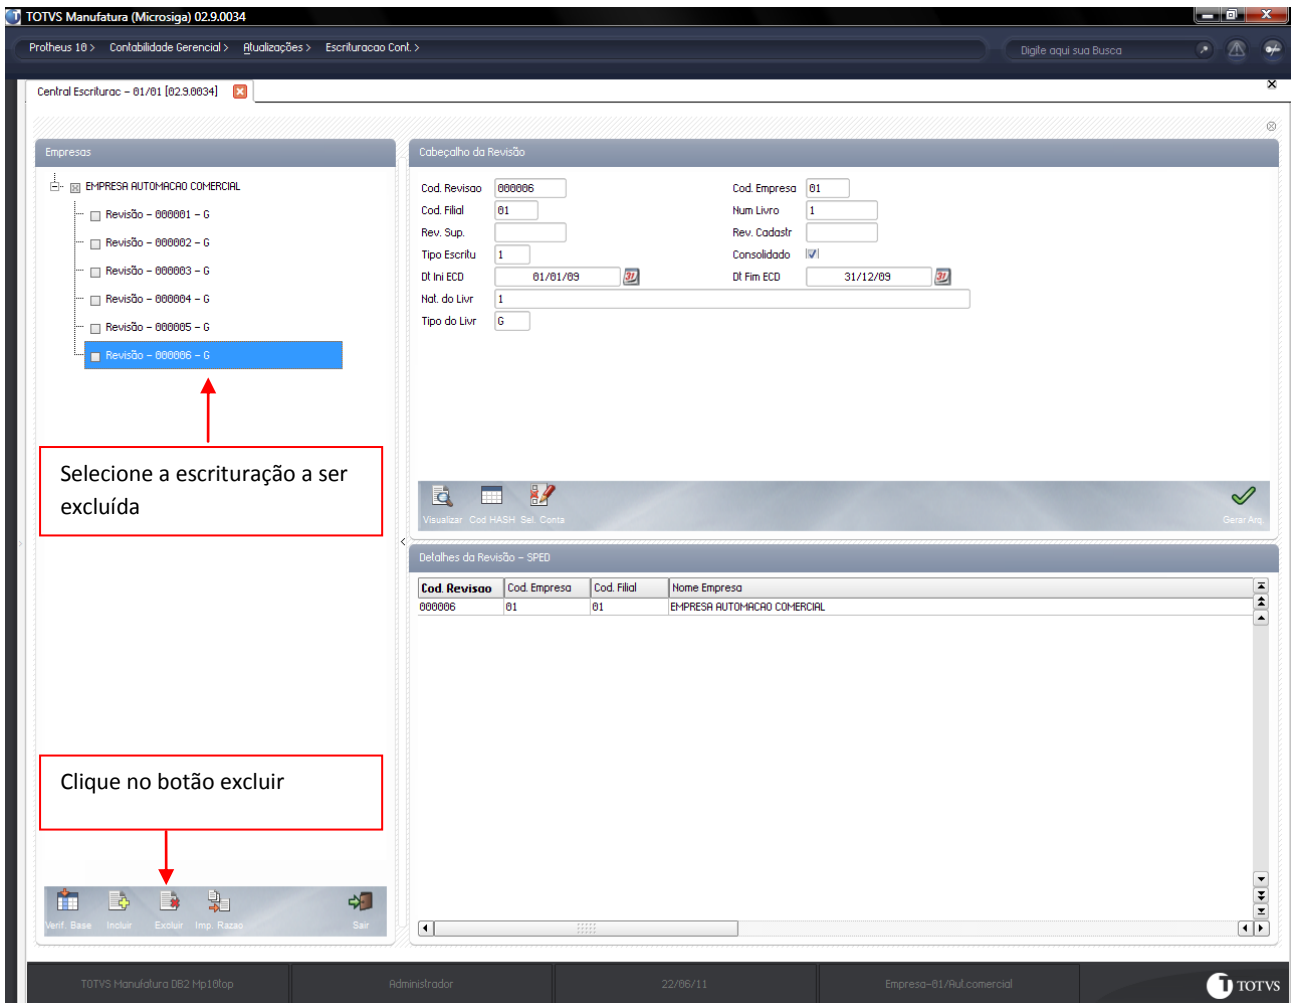 TOTVS Manufatura (Microsiga) 02.9.0034
Protheus 10 > Contabilidade Gerencial > Atualizações > Escrituracao Cont. >
Digite aqui sua Busca
Central Escriturac - 01/01 [02.9.0034]
Empresas
EMPRESA AUTOMACAO COMERCIAL
Revisão - 000001 - G
Revisão - 000002 - G
Revisão - 000003 - G
Revisão - 000004 - G
Revisão - 000005 - G
Revisão - 000006 - G
Selecione a escrituração a ser
excluída
Clique no botão excluir
Verif. Base Incluir Excluir Imp. Razao Sair
Cabeçalho da Revisão
Cod. Revisao 000006 Cod. Empresa 01
Cod. Filial 01 Num Livro 1
Rev. Sup. Rev. Cadastr
Tipo Escritu 1 Consolidado
Dt Ini ECD 01/01/09 31 Dt Fim ECD 31/12/09 31
Nat. do Livr 1
Tipo do Livr G
Visualizar Cod HASH Sel. Conta Gerar Arq.
Detalhes da Revisão - SPED
Cod. Revisao Cod. Empresa Cod. Filial Nome Empresa
000006 01 01 EMPRESA AUTOMACAO COMERCIAL
TOTVS Manufatura DB2 Mp10top Administrador 22/06/11 Empresa-01/Aut.comercial TOTVS